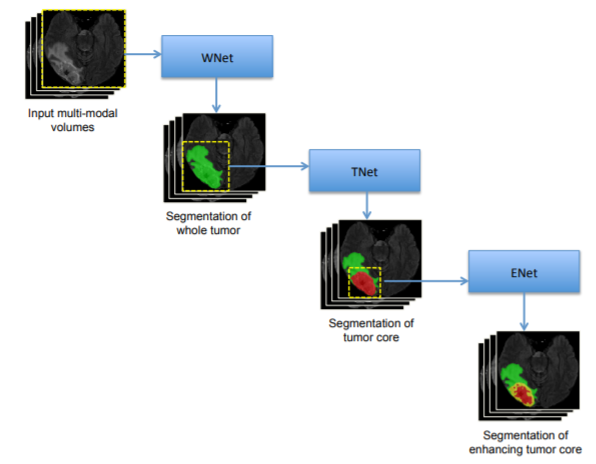 WNet
Input multi-modal
volumes
TNet
Segmentation of
whole tumor
ENet
Segmentation of
tumor core
Segmentation of
enhancing tumor core